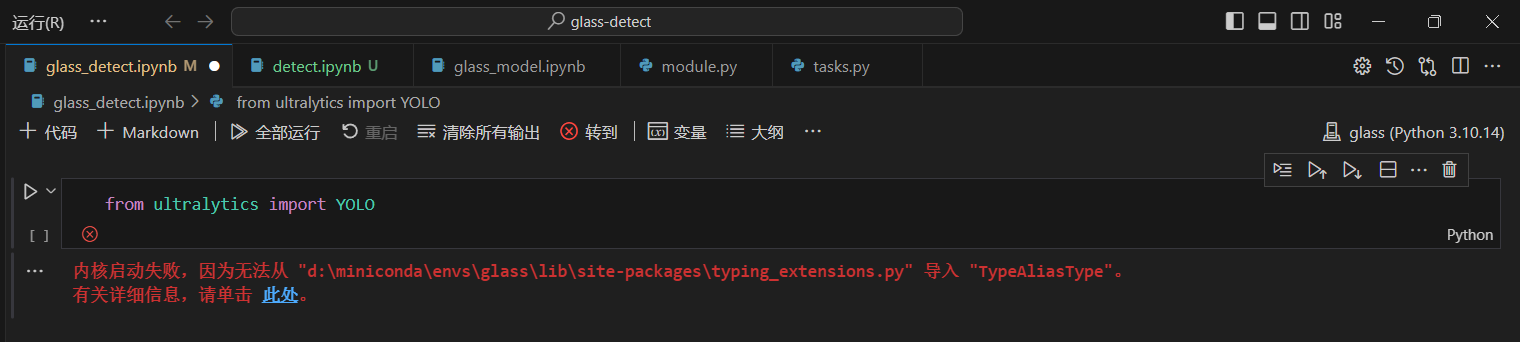 运行(R) ··· glass-detect
glass_detect.ipynb M detect.ipynb U glass_model.ipynb module.py tasks.py ···
glass_detect.ipynb > from ultralytics import YOLO
+ 代码 + Markdown 全部运行 重启 清除所有输出 转到 变量 大纲 ··· glass (Python 3.10.14)
from ultralytics import YOLO
[ ] Python
内核启动失败，因为无法从 "d:\miniconda\envs\glass\lib\site-packages\typing_extensions.py" 导入 "TypeAliasType"。
有关详细信息，请单击 此处。